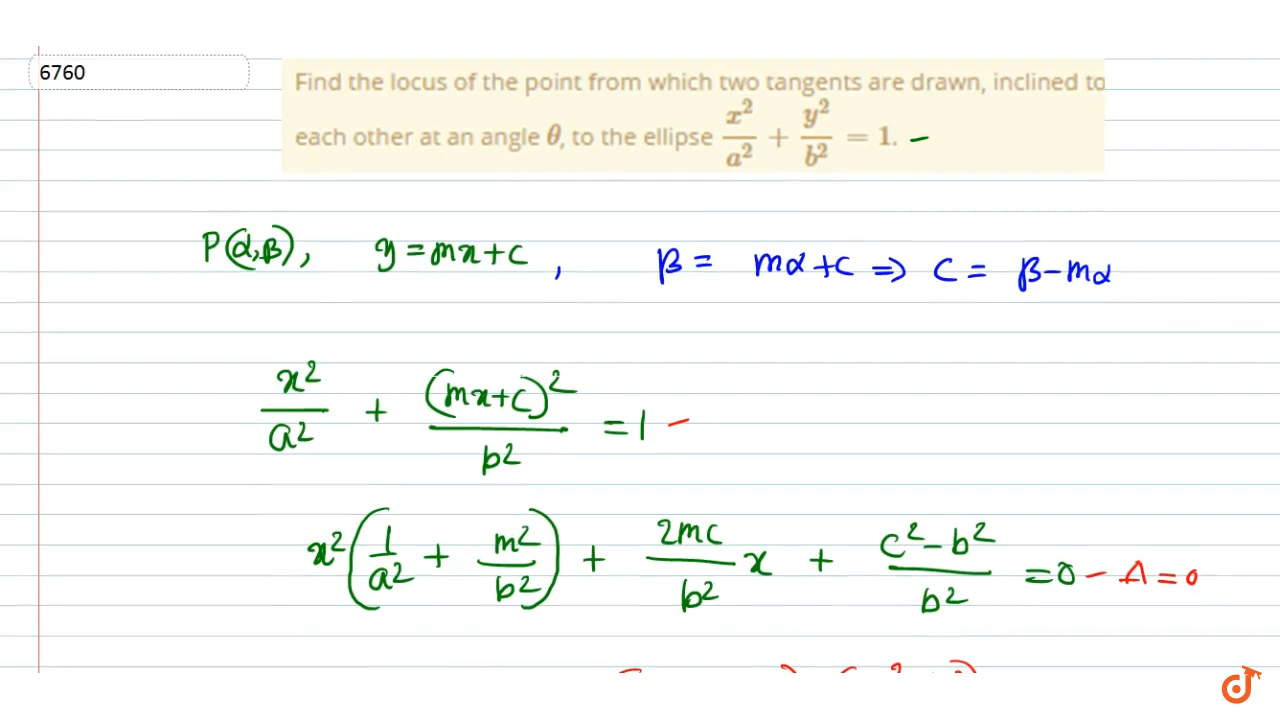 6760
Find the locus of the point from which two tangents are drawn, inclined to
each other at an angle θ, to the ellipse x²/a² + y²/b² = 1. –
P(α,β), y = mx + c , β = mα + c ⇒ c = β – mα
x²/a² + (mx+c)²/b² = 1 –
x²(1/a² + m²/b²) + 2mc/b² x + c² – b²/b² = 0 – Δ = 0